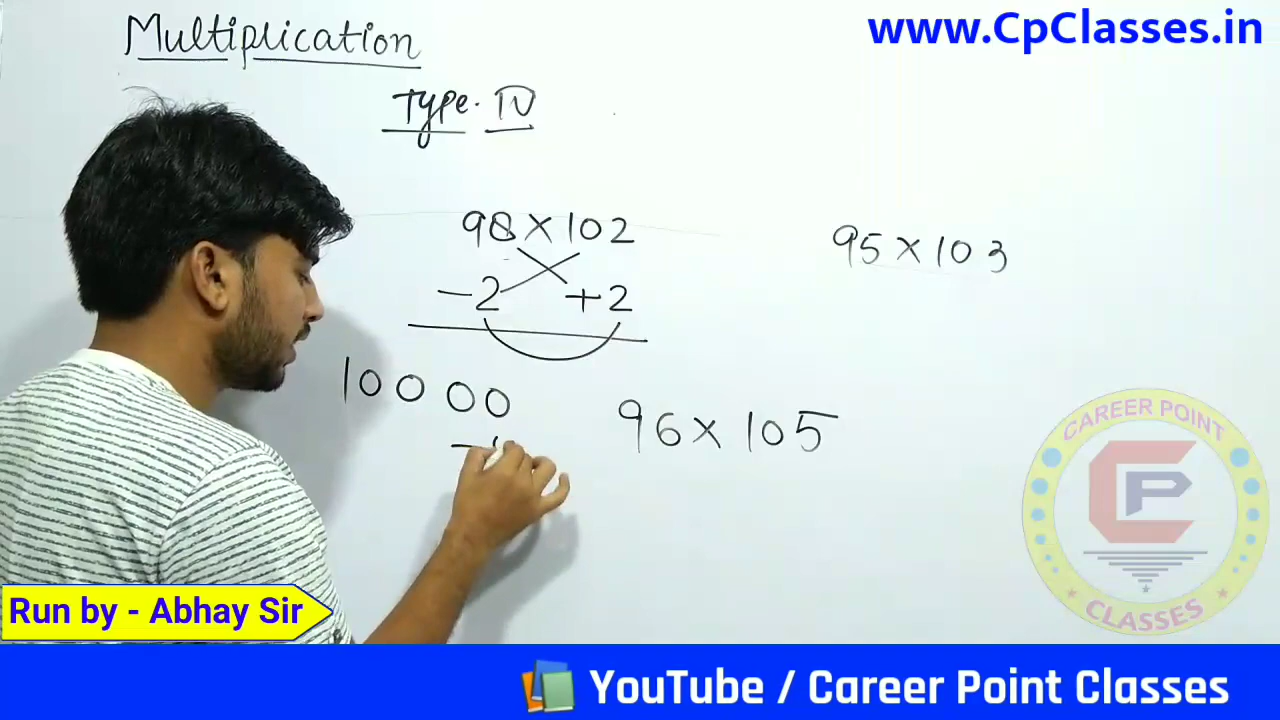 Multiplication
www.CpClasses.in
Type. IV
98 × 102
95 × 103
-2 +2
10000
96 × 105
-
CAREER POINT
CP
CLASSES
Run by - Abhay Sir
YouTube / Career Point Classes